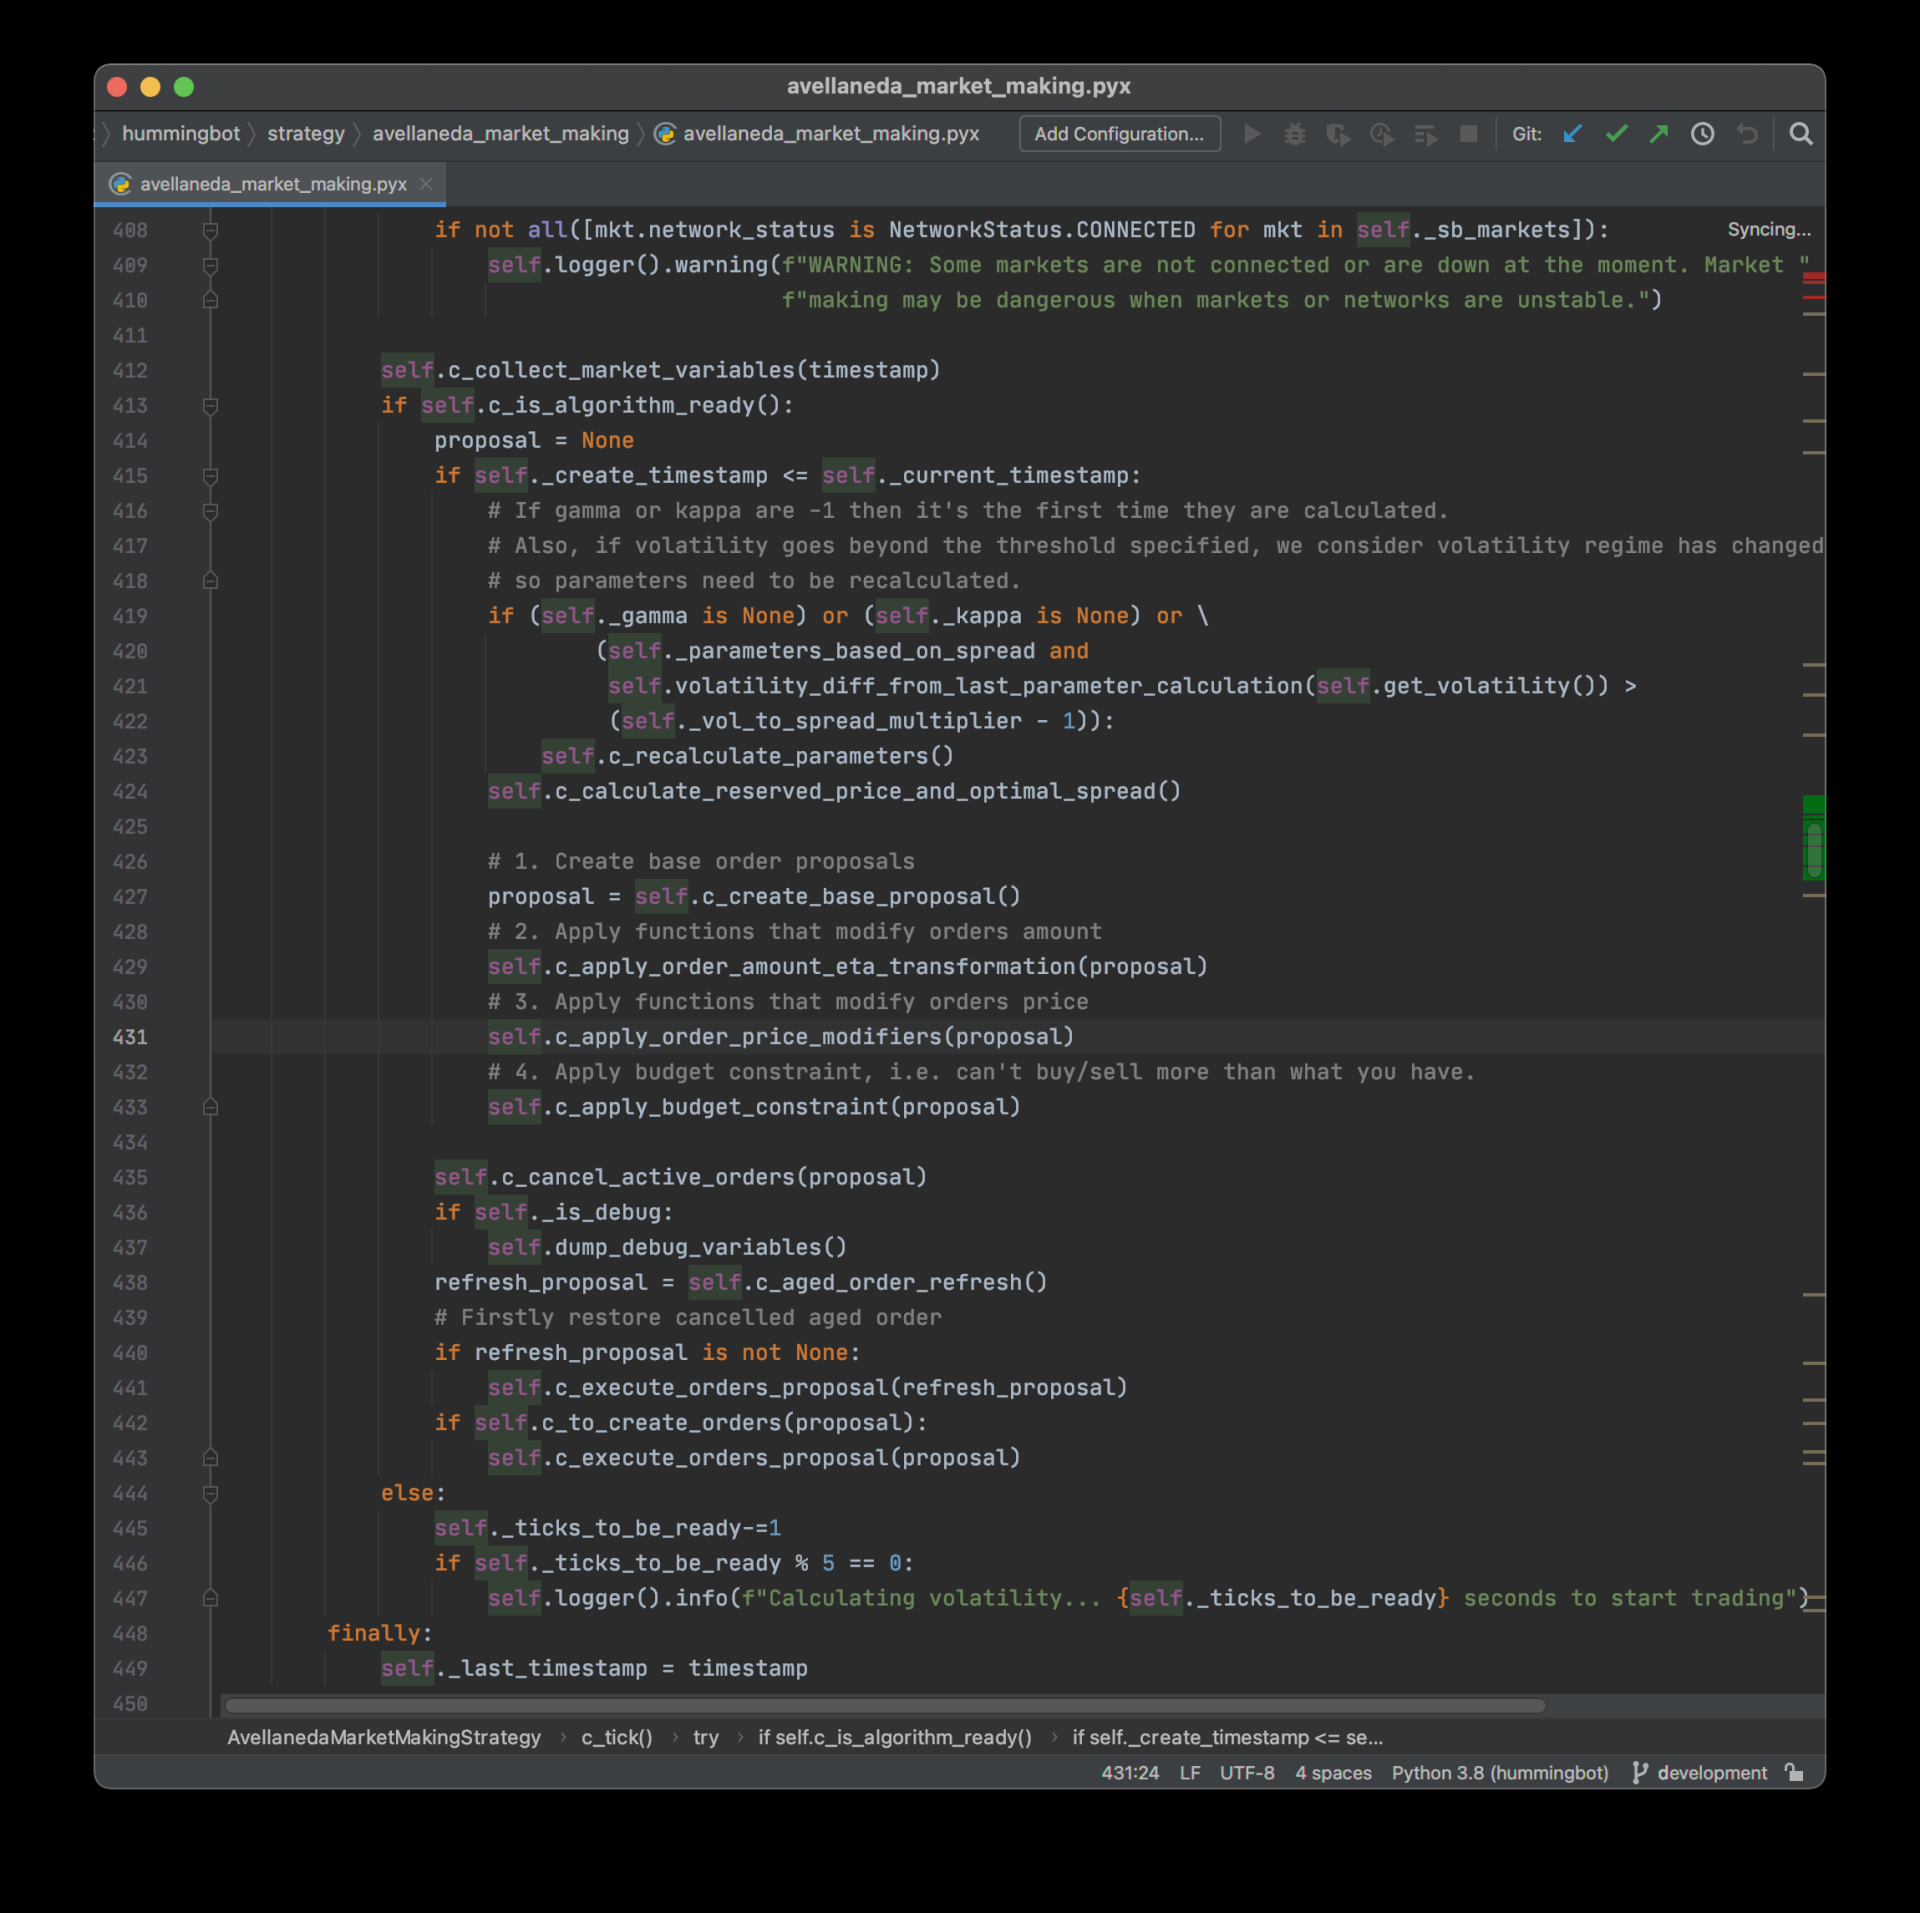 avellaneda_market_making.pyx
hummingbot strategy avellaneda_market_making avellaneda_market_making.pyx Add Configuration... Git:
avellaneda_market_making.pyx
408 if not all([mkt.network_status is NetworkStatus.CONNECTED for mkt in self._sb_markets]): Syncing...
409 self.logger().warning(f"WARNING: Some markets are not connected or are down at the moment. Market "
410 f"making may be dangerous when markets or networks are unstable.")
411
412 self.c_collect_market_variables(timestamp)
413 if self.c_is_algorithm_ready():
414 proposal = None
415 if self._create_timestamp <= self._current_timestamp:
416 # If gamma or kappa are -1 then it's the first time they are calculated.
417 # Also, if volatility goes beyond the threshold specified, we consider volatility regime has changed
418 # so parameters need to be recalculated.
419 if (self._gamma is None) or (self._kappa is None) or \
420 (self._parameters_based_on_spread and
421 self.volatility_diff_from_last_parameter_calculation(self.get_volatility()) >
422 (self._vol_to_spread_multiplier - 1)):
423 self.c_recalculate_parameters()
424 self.c_calculate_reserved_price_and_optimal_spread()
425
426 # 1. Create base order proposals
427 proposal = self.c_create_base_proposal()
428 # 2. Apply functions that modify orders amount
429 self.c_apply_order_amount_eta_transformation(proposal)
430 # 3. Apply functions that modify orders price
431 self.c_apply_order_price_modifiers(proposal)
432 # 4. Apply budget constraint, i.e. can't buy/sell more than what you have.
433 self.c_apply_budget_constraint(proposal)
434
435 self.c_cancel_active_orders(proposal)
436 if self._is_debug:
437 self.dump_debug_variables()
438 refresh_proposal = self.c_aged_order_refresh()
439 # Firstly restore cancelled aged order
440 if refresh_proposal is not None:
441 self.c_execute_orders_proposal(refresh_proposal)
442 if self.c_to_create_orders(proposal):
443 self.c_execute_orders_proposal(proposal)
444 else:
445 self._ticks_to_be_ready-=1
446 if self._ticks_to_be_ready % 5 == 0:
447 self.logger().info(f"Calculating volatility... {self._ticks_to_be_ready} seconds to start trading")
448 finally:
449 self._last_timestamp = timestamp
450
AvellanedaMarketMakingStrategy › c_tick() › try › if self.c_is_algorithm_ready() › if self._create_timestamp <= se...
431:24 LF UTF-8 4 spaces Python 3.8 (hummingbot) development